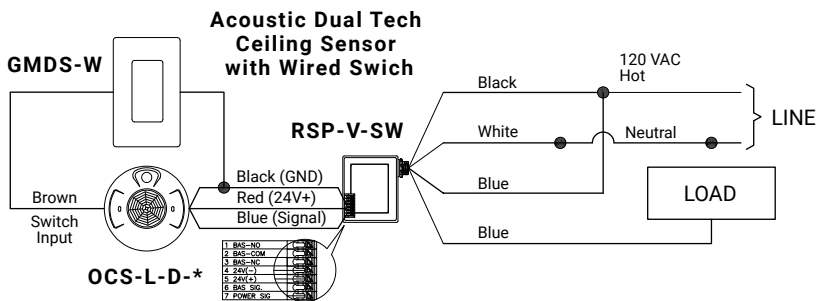 Acoustic Dual Tech
Ceiling Sensor
with Wired Swich
GMDS-W
120 VAC
Hot
Black
LINE
RSP-V-SW
White
Neutral
Black (GND)
Red (24V+)
Blue (Signal)
Blue
LOAD
Brown
Switch
Input
Blue
OCS-L-D-*
1 BAS-NO
2 BAS-COM
3 BAS-NC
4 24V(-)
5 24V(+)
6 BAS SIG.
7 POWER SIG